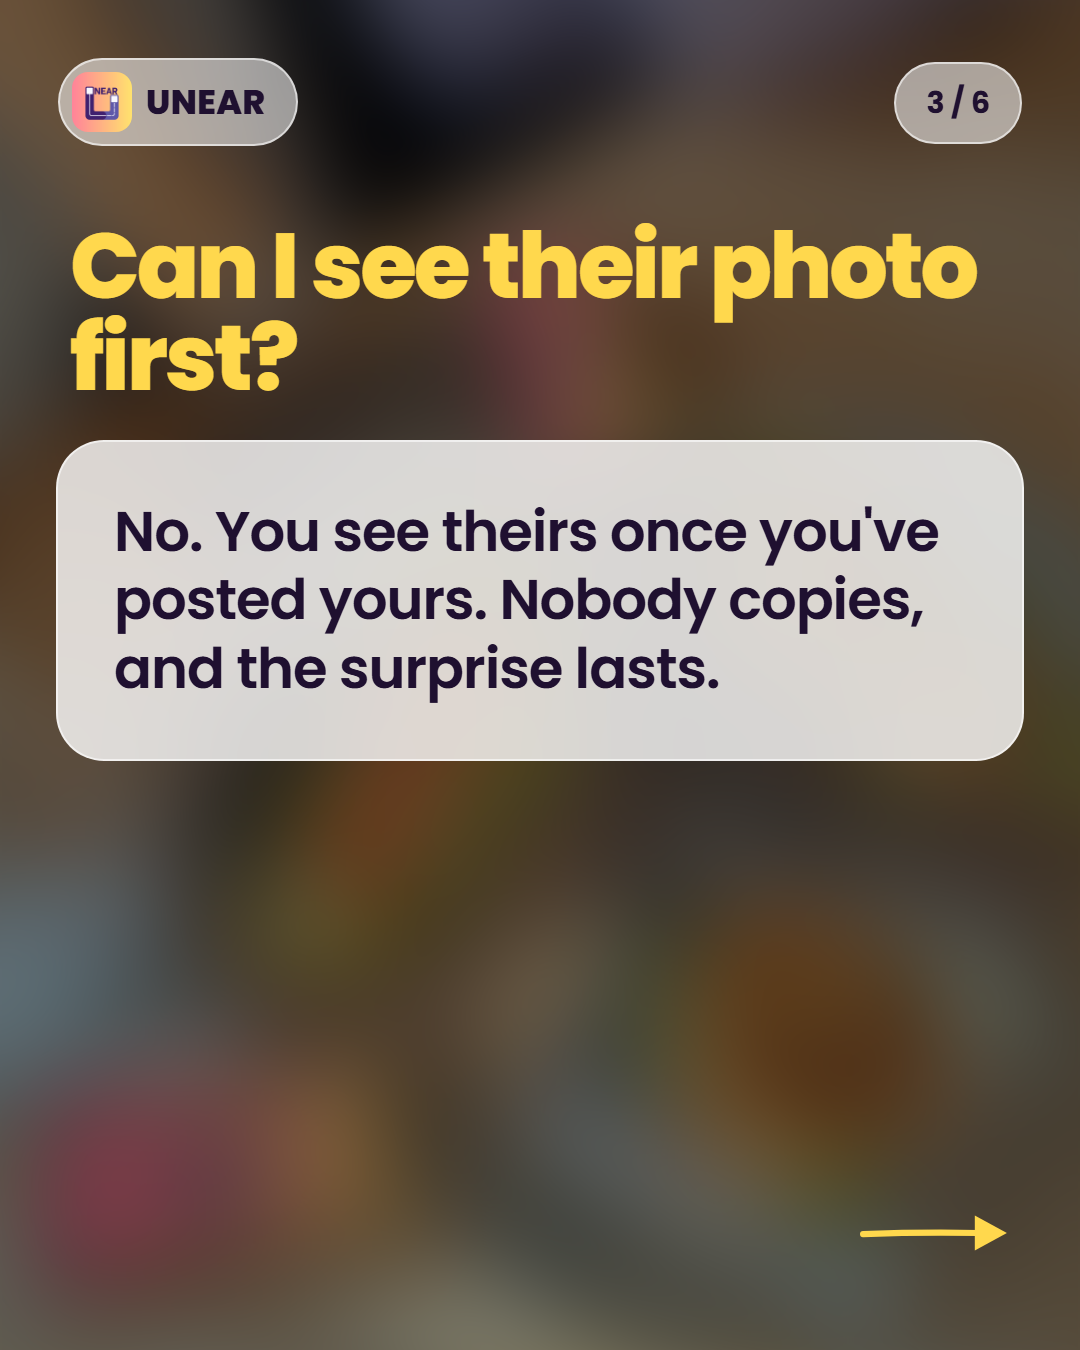 UNEAR
UNEAR
3 / 6
Can I see their photo
first?
No. You see theirs once you've
posted yours. Nobody copies,
and the surprise lasts.